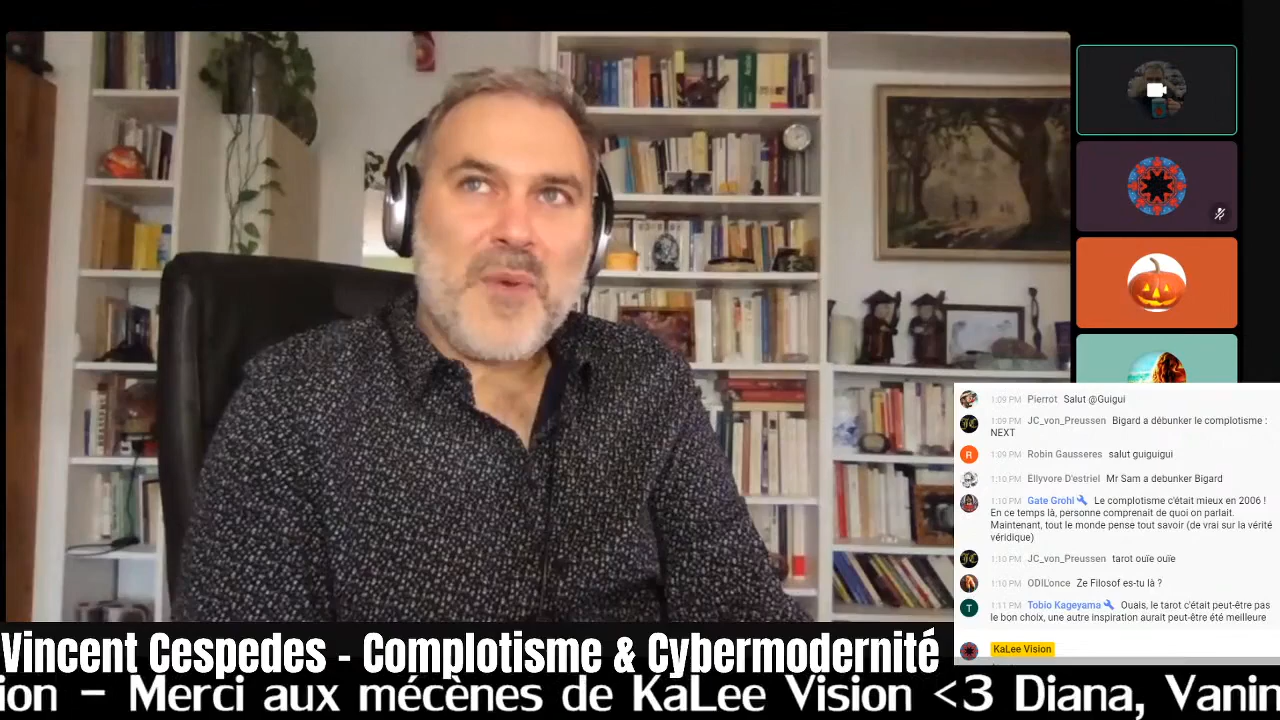 1:09 PM Pierrot Salut @Guigui
1:09 PM JC_von_Preussen Bigard a débunker le complotisme :
NEXT
R
1:09 PM Robin Gausseres salut guiguigui
1:10 PM Ellyvore D'estriel Mr Sam a debunker Bigard
1:10 PM Gate Grohl Le complotisme c'était mieux en 2006 !
En ce temps là, personne comprenait de quoi on parlait.
Maintenant, tout le monde pense tout savoir (de vrai sur la vérité
véridique)
1:10 PM JC_von_Preussen tarot ouïe ouïe
1:10 PM ODIL'once Ze Filosof es-tu là ?
T
1:11 PM Tobio Kageyama Ouais, le tarot c'était peut-être pas
le bon choix, une autre inspiration aurait peut-être été meilleure
KaLee Vision
Vincent Cespedes - Complotisme & Cybermodernité
ion – Merci aux mécènes de KaLee Vision <3 Diana, Vanin